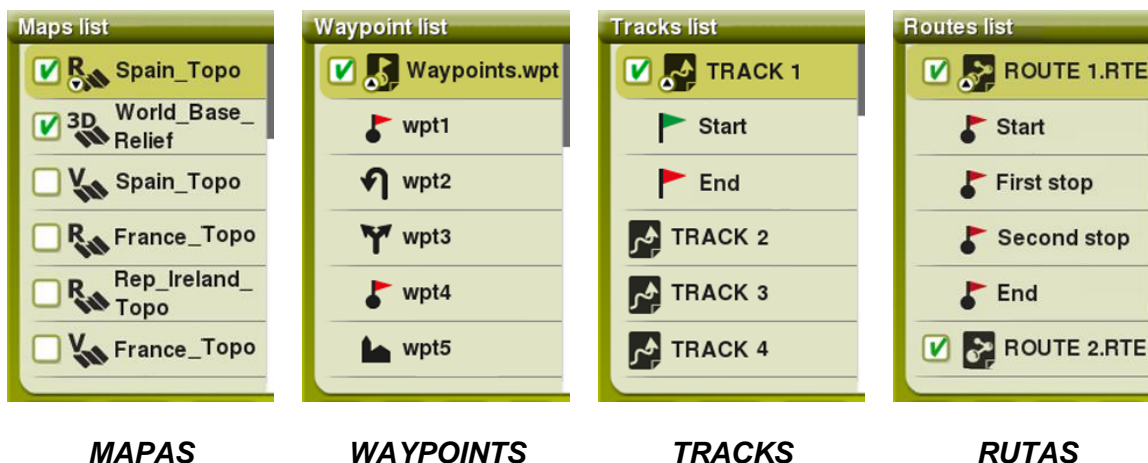 Maps list
Spain_Topo
3D World_Base_
Relief
V Spain_Topo
R France_Topo
R Rep_Ireland_
Topo
V France_Topo
Waypoint list
Waypoints.wpt
wpt1
wpt2
wpt3
wpt4
wpt5
Tracks list
TRACK 1
Start
End
TRACK 2
TRACK 3
TRACK 4
Routes list
ROUTE 1.RTE
Start
First stop
Second stop
End
ROUTE 2.RTE
MAPAS
WAYPOINTS
TRACKS
RUTAS